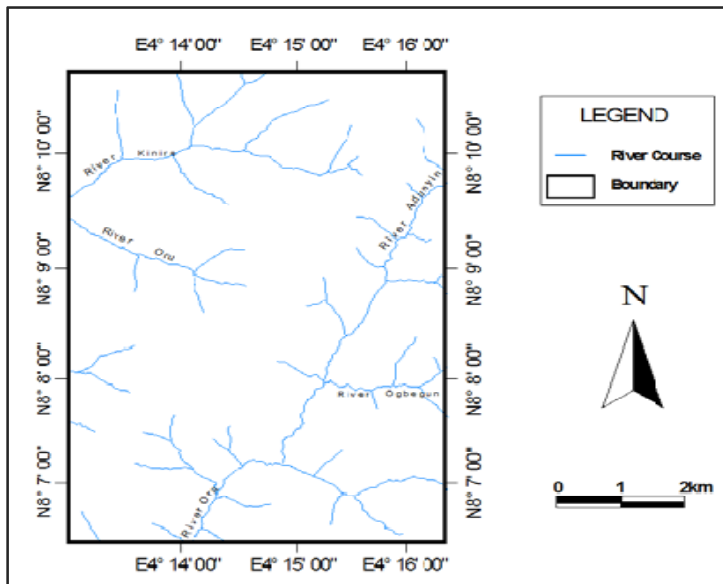 E4° 14' 00" E4° 15' 00" E4° 16' 00"
N8° 10' 00"
N8° 9' 00"
N8° 8' 00"
N8° 7' 00"
River Kinira
River Oru
River Adunyin
River Ogbegun
River Ora
N8° 10' 00"
N8° 9' 00"
N8° 8' 00"
N8° 7' 00"
E4° 14' 00" E4° 15' 00" E4° 16' 00"
LEGEND
River Course
Boundary
N
0 1 2km